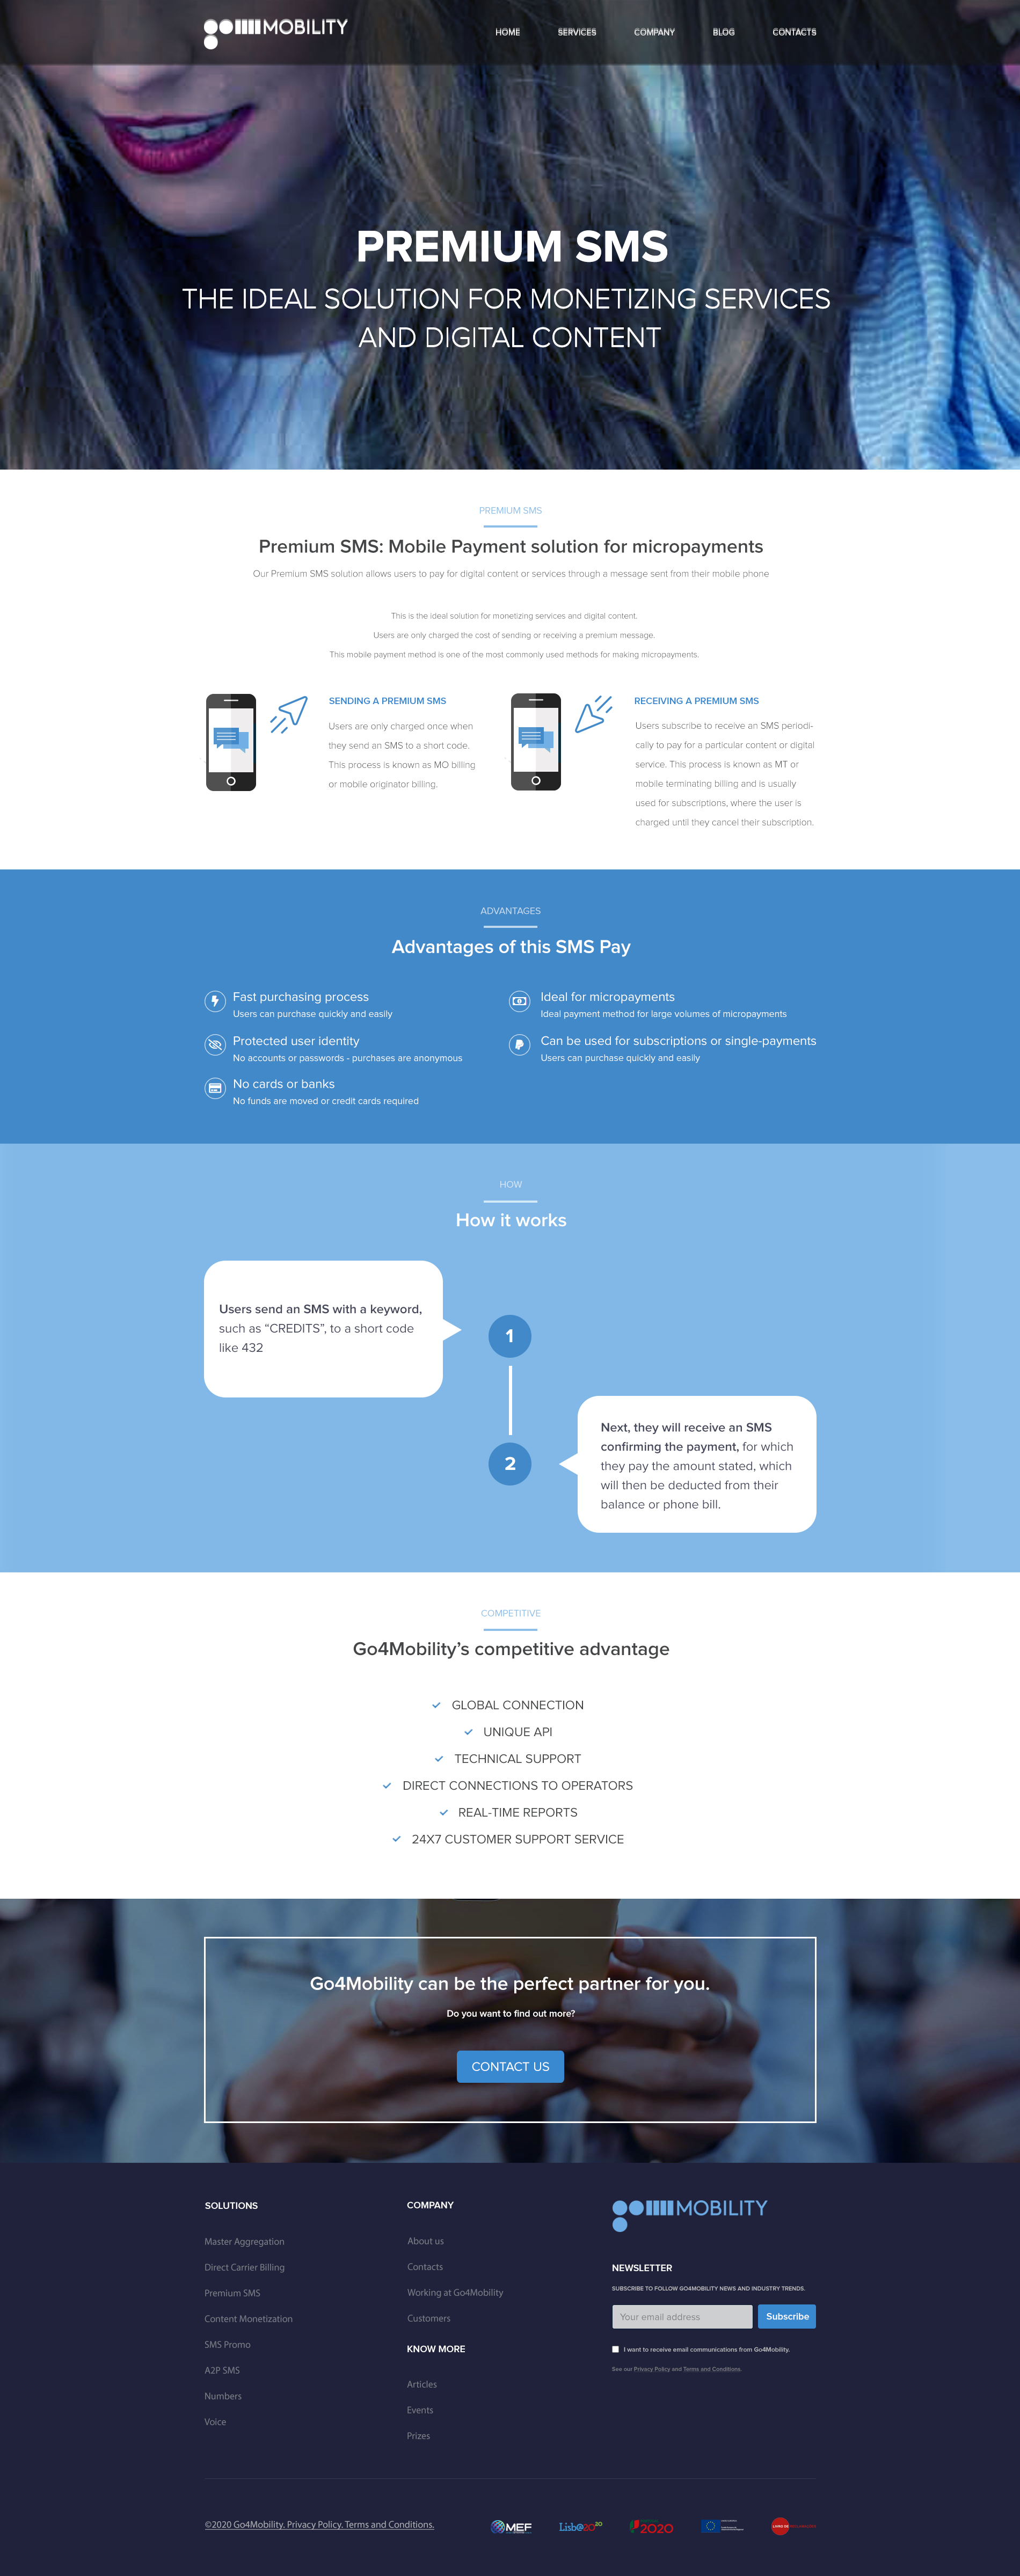 MOBILITY
HOME SERVICES COMPANY BLOG CONTACTS
PREMIUM SMS
THE IDEAL SOLUTION FOR MONETIZING SERVICES
AND DIGITAL CONTENT
PREMIUM SMS
Premium SMS: Mobile Payment solution for micropayments
Our Premium SMS solution allows users to pay for digital content or services through a message sent from their mobile phone
This is the ideal solution for monetizing services and digital content.
Users are only charged the cost of sending or receiving a premium message.
This mobile payment method is one of the most commonly used methods for making micropayments.
SENDING A PREMIUM SMS
Users are only charged once when
they send an SMS to a short code.
This process is known as MO billing
or mobile originator billing.
RECEIVING A PREMIUM SMS
Users subscribe to receive an SMS periodi-
cally to pay for a particular content or digital
service. This process is known as MT or
mobile terminating billing and is usually
used for subscriptions, where the user is
charged until they cancel their subscription.
ADVANTAGES
Advantages of this SMS Pay
Fast purchasing process
Users can purchase quickly and easily
Protected user identity
No accounts or passwords - purchases are anonymous
No cards or banks
No funds are moved or credit cards required
Ideal for micropayments
Ideal payment method for large volumes of micropayments
Can be used for subscriptions or single-payments
Users can purchase quickly and easily
HOW
How it works
Users send an SMS with a keyword,
such as “CREDITS”, to a short code
like 432
1
2
Next, they will receive an SMS
confirming the payment, for which
they pay the amount stated, which
will then be deducted from their
balance or phone bill.
COMPETITIVE
Go4Mobility’s competitive advantage
GLOBAL CONNECTION
UNIQUE API
TECHNICAL SUPPORT
DIRECT CONNECTIONS TO OPERATORS
REAL-TIME REPORTS
24X7 CUSTOMER SUPPORT SERVICE
Go4Mobility can be the perfect partner for you.
Do you want to find out more?
CONTACT US
SOLUTIONS
Master Aggregation
Direct Carrier Billing
Premium SMS
Content Monetization
SMS Promo
A2P SMS
Numbers
Voice
COMPANY
About us
Contacts
Working at Go4Mobility
Customers
KNOW MORE
Articles
Events
Prizes
MOBILITY
NEWSLETTER
SUBSCRIBE TO FOLLOW GO4MOBILITY NEWS AND INDUSTRY TRENDS.
Your email address
Subscribe
I want to receive email communications from Go4Mobility.
See our Privacy Policy and Terms and Conditions.
©2020 Go4Mobility. Privacy Policy. Terms and Conditions.
MEF
Lisb@2020
2020
LIVRO DE